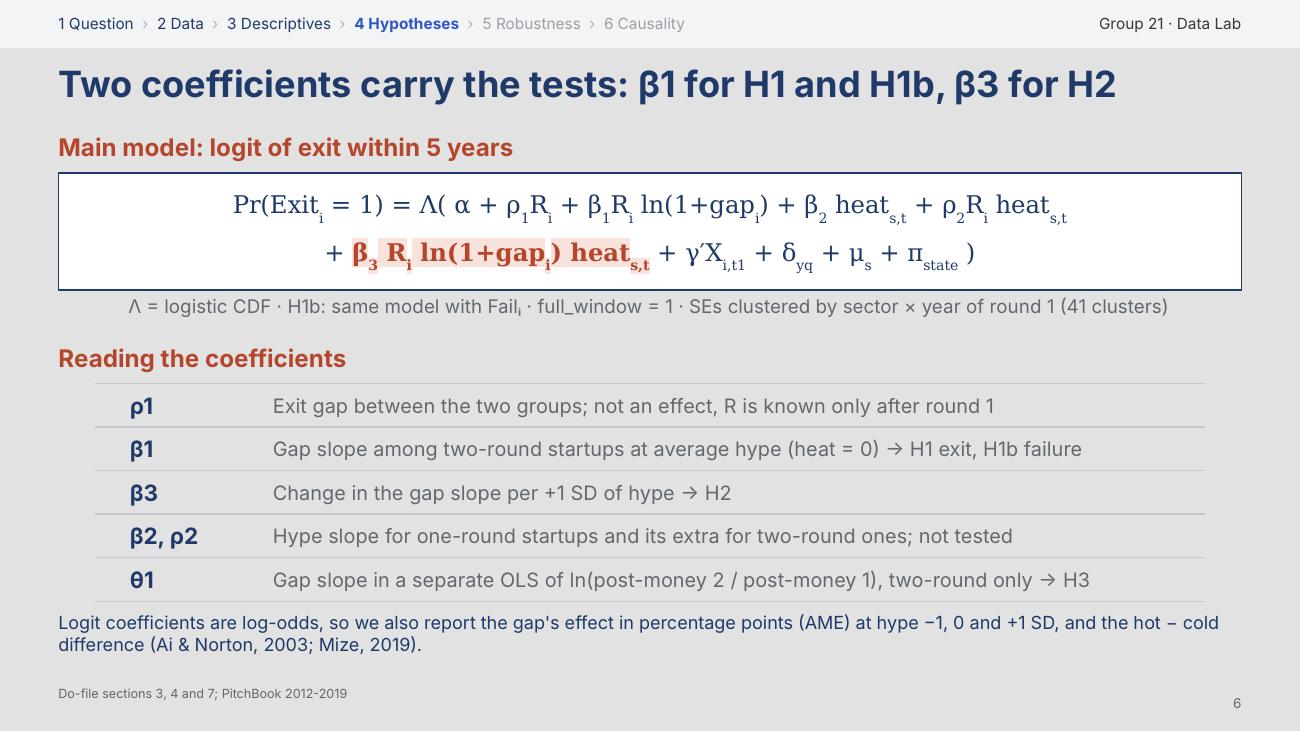 1 Question › 2 Data › 3 Descriptives › 4 Hypotheses › 5 Robustness › 6 Causality
Group 21 · Data Lab
Two coefficients carry the tests: β1 for H1 and H1b, β3 for H2
Main model: logit of exit within 5 years
Pr(Exit_i = 1) = Λ( α + ρ_1R_i + β_1R_i ln(1+gap_i) + β_2 heat_s,t + ρ_2R_i heat_s,t
+ β_3 R_i ln(1+gap_i) heat_s,t + γ′X_i,t1 + δ_yq + μ_s + π_state )
Λ = logistic CDF · H1b: same model with Failᵢ · full_window = 1 · SEs clustered by sector × year of round 1 (41 clusters)
Reading the coefficients
ρ1 Exit gap between the two groups; not an effect, R is known only after round 1
β1 Gap slope among two-round startups at average hype (heat = 0) → H1 exit, H1b failure
β3 Change in the gap slope per +1 SD of hype → H2
β2, ρ2 Hype slope for one-round startups and its extra for two-round ones; not tested
θ1 Gap slope in a separate OLS of ln(post-money 2 / post-money 1), two-round only → H3
Logit coefficients are log-odds, so we also report the gap's effect in percentage points (AME) at hype −1, 0 and +1 SD, and the hot − cold
difference (Ai & Norton, 2003; Mize, 2019).
Do-file sections 3, 4 and 7; PitchBook 2012-2019
6